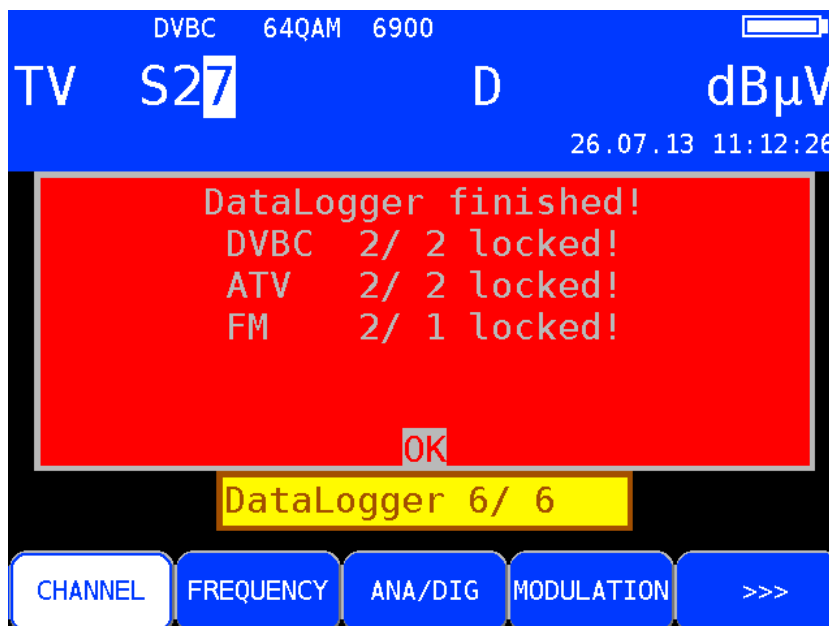 DVBC 64QAM 6900
TV S27 D dBµV
26.07.13 11:12:26
DataLogger finished!
DVBC 2/ 2 locked!
ATV 2/ 2 locked!
FM 2/ 1 locked!
OK
DataLogger 6/ 6
CHANNEL FREQUENCY ANA/DIG MODULATION >>>